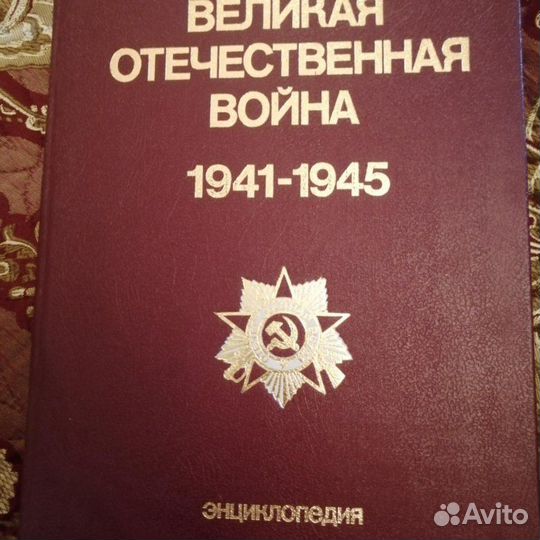 ВЕЛИКАЯ
ОТЕЧЕСТВЕННАЯ
ВОЙНА
1941-1945
ЭНЦИКЛОПЕДИЯ
Avito